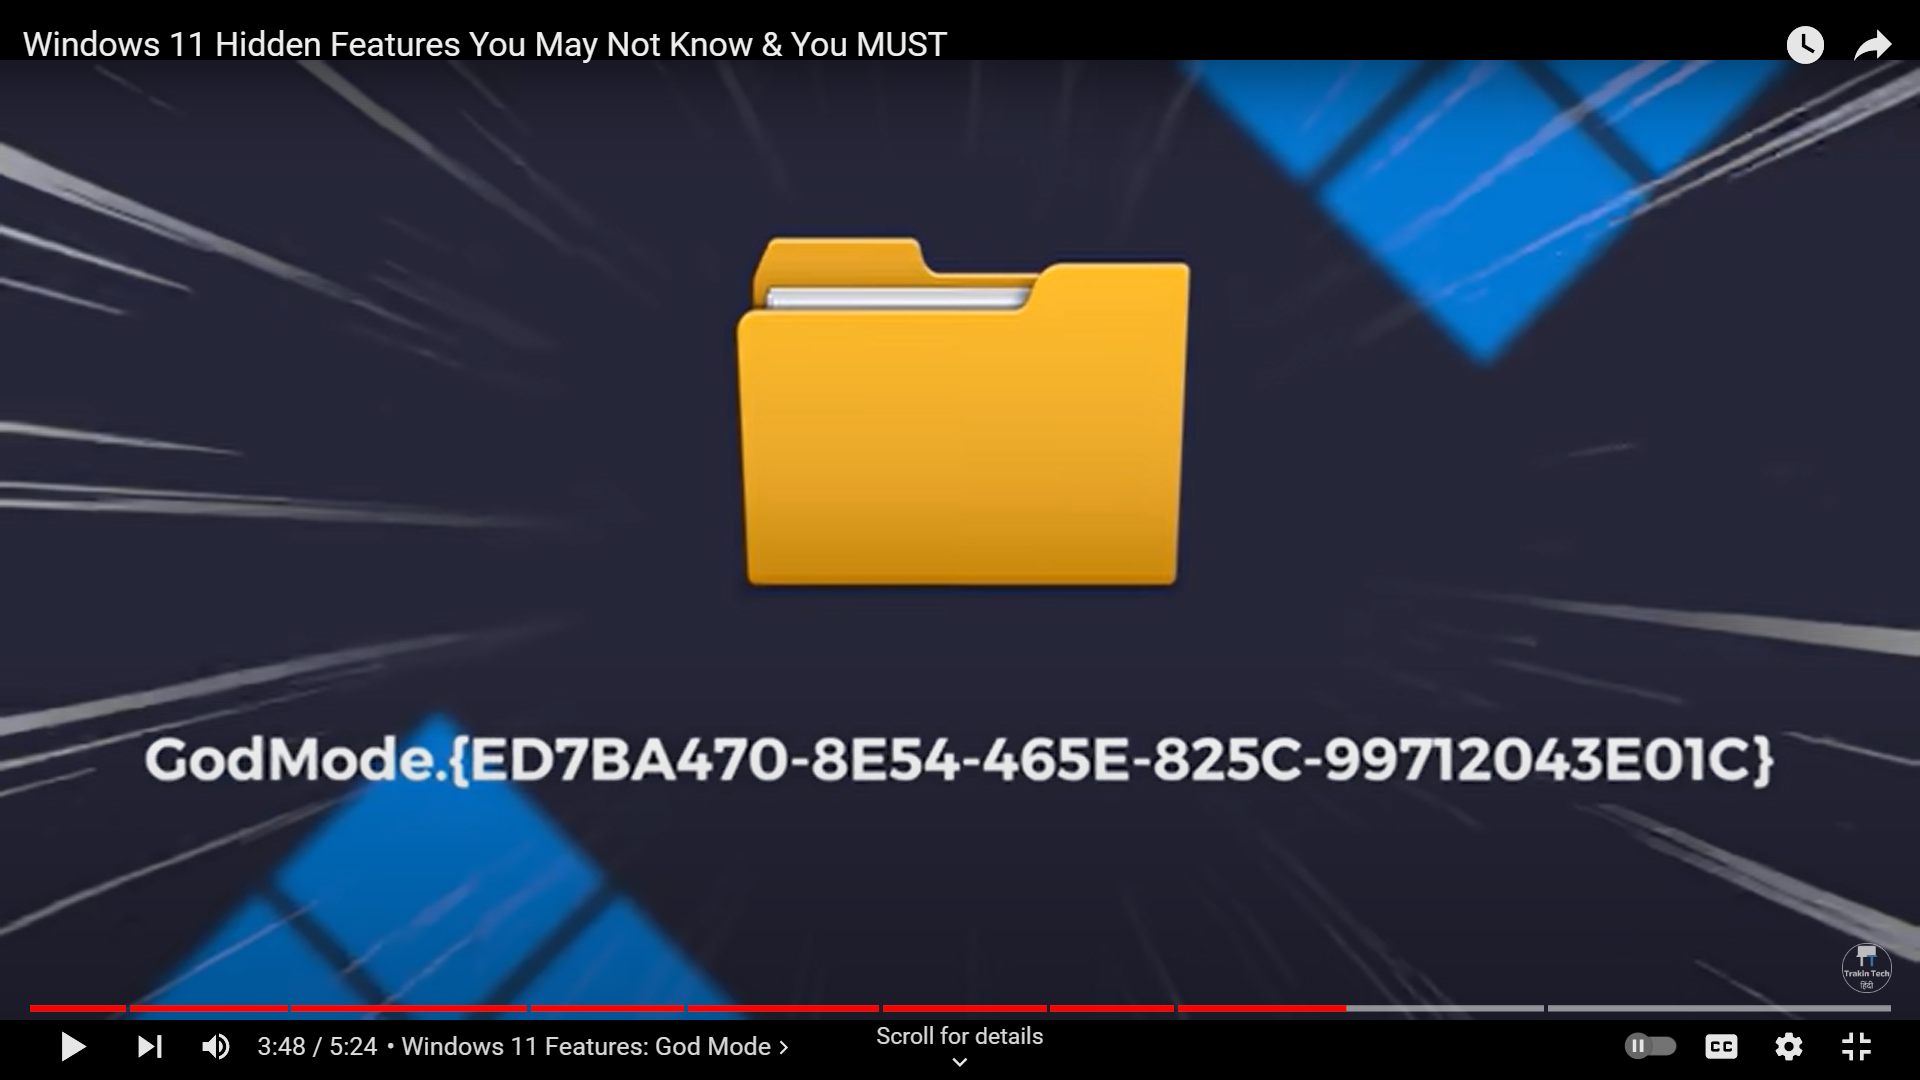 Windows 11 Hidden Features You May Not Know & You MUST
GodMode.{ED7BA470-8E54-465E-825C-99712043E01C}
TrakIn Tech
हिंदी
3:48 / 5:24 • Windows 11 Features: God Mode
Scroll for details
CC